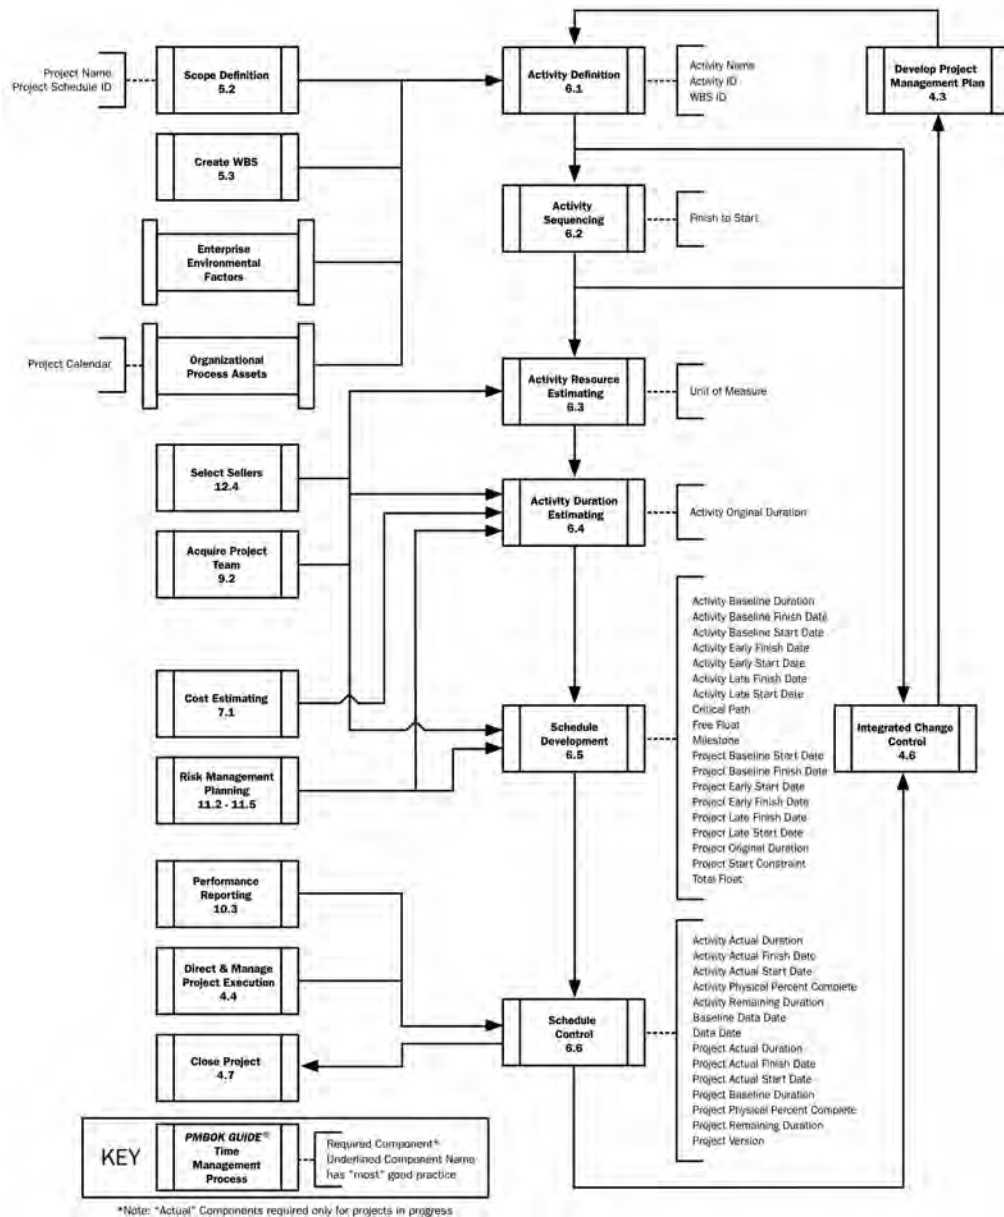 Project Name
Project Schedule ID
Scope Definition
5.2
Activity Definition
6.1
Activity Name
Activity ID
WBS ID
Develop Project
Management Plan
4.3
Create WBS
5.3
Activity
Sequencing
6.2
Finish to Start
Enterprise
Environmental
Factors
Project Calendar
Organizational
Process Assets
Activity Resource
Estimating
6.3
Unit of Measure
Select Sellers
12.4
Activity Duration
Estimating
6.4
Activity Original Duration
Acquire Project
Team
9.2
Cost Estimating
7.1
Risk Management
Planning
11.2 - 11.5
Schedule
Development
6.5
Activity Baseline Duration
Activity Baseline Finish Date
Activity Baseline Start Date
Activity Early Finish Date
Activity Early Start Date
Activity Late Finish Date
Activity Late Start Date
Critical Path
Free Float
Milestone
Project Baseline Start Date
Project Baseline Finish Date
Project Early Start Date
Project Early Finish Date
Project Late Finish Date
Project Late Start Date
Project Original Duration
Project Start Constraint
Total Float
Integrated Change
Control
4.6
Performance
Reporting
10.3
Direct & Manage
Project Execution
4.4
Close Project
4.7
Schedule
Control
6.6
Activity Actual Duration
Activity Actual Finish Date
Activity Actual Start Date
Activity Physical Percent Complete
Activity Remaining Duration
Baseline Data Date
Data Date
Project Actual Duration
Project Actual Finish Date
Project Actual Start Date
Project Baseline Duration
Project Physical Percent Complete
Project Remaining Duration
Project Version
KEY
PMBOK GUIDE®
Time
Management
Process
Required Component*
Underlined Component Name
has "most" good practice
*Note: "Actual" Components required only for projects in progress